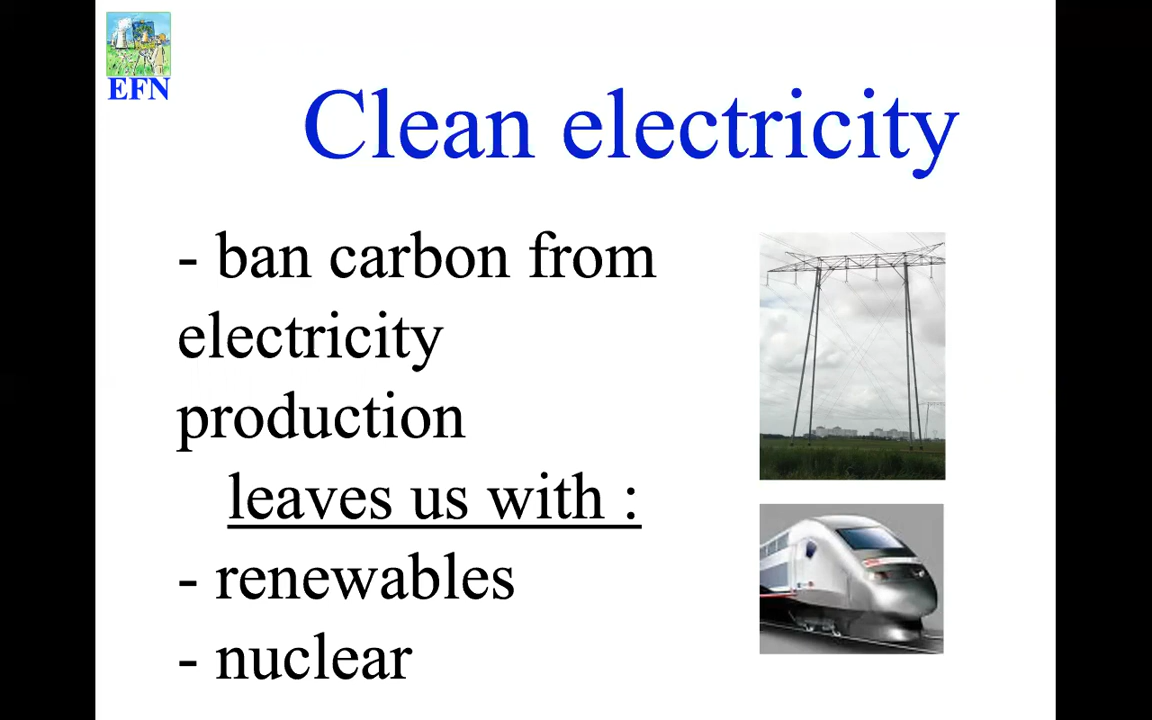 EFN
Clean electricity
- ban carbon from
electricity
production
leaves us with :
- renewables
- nuclear